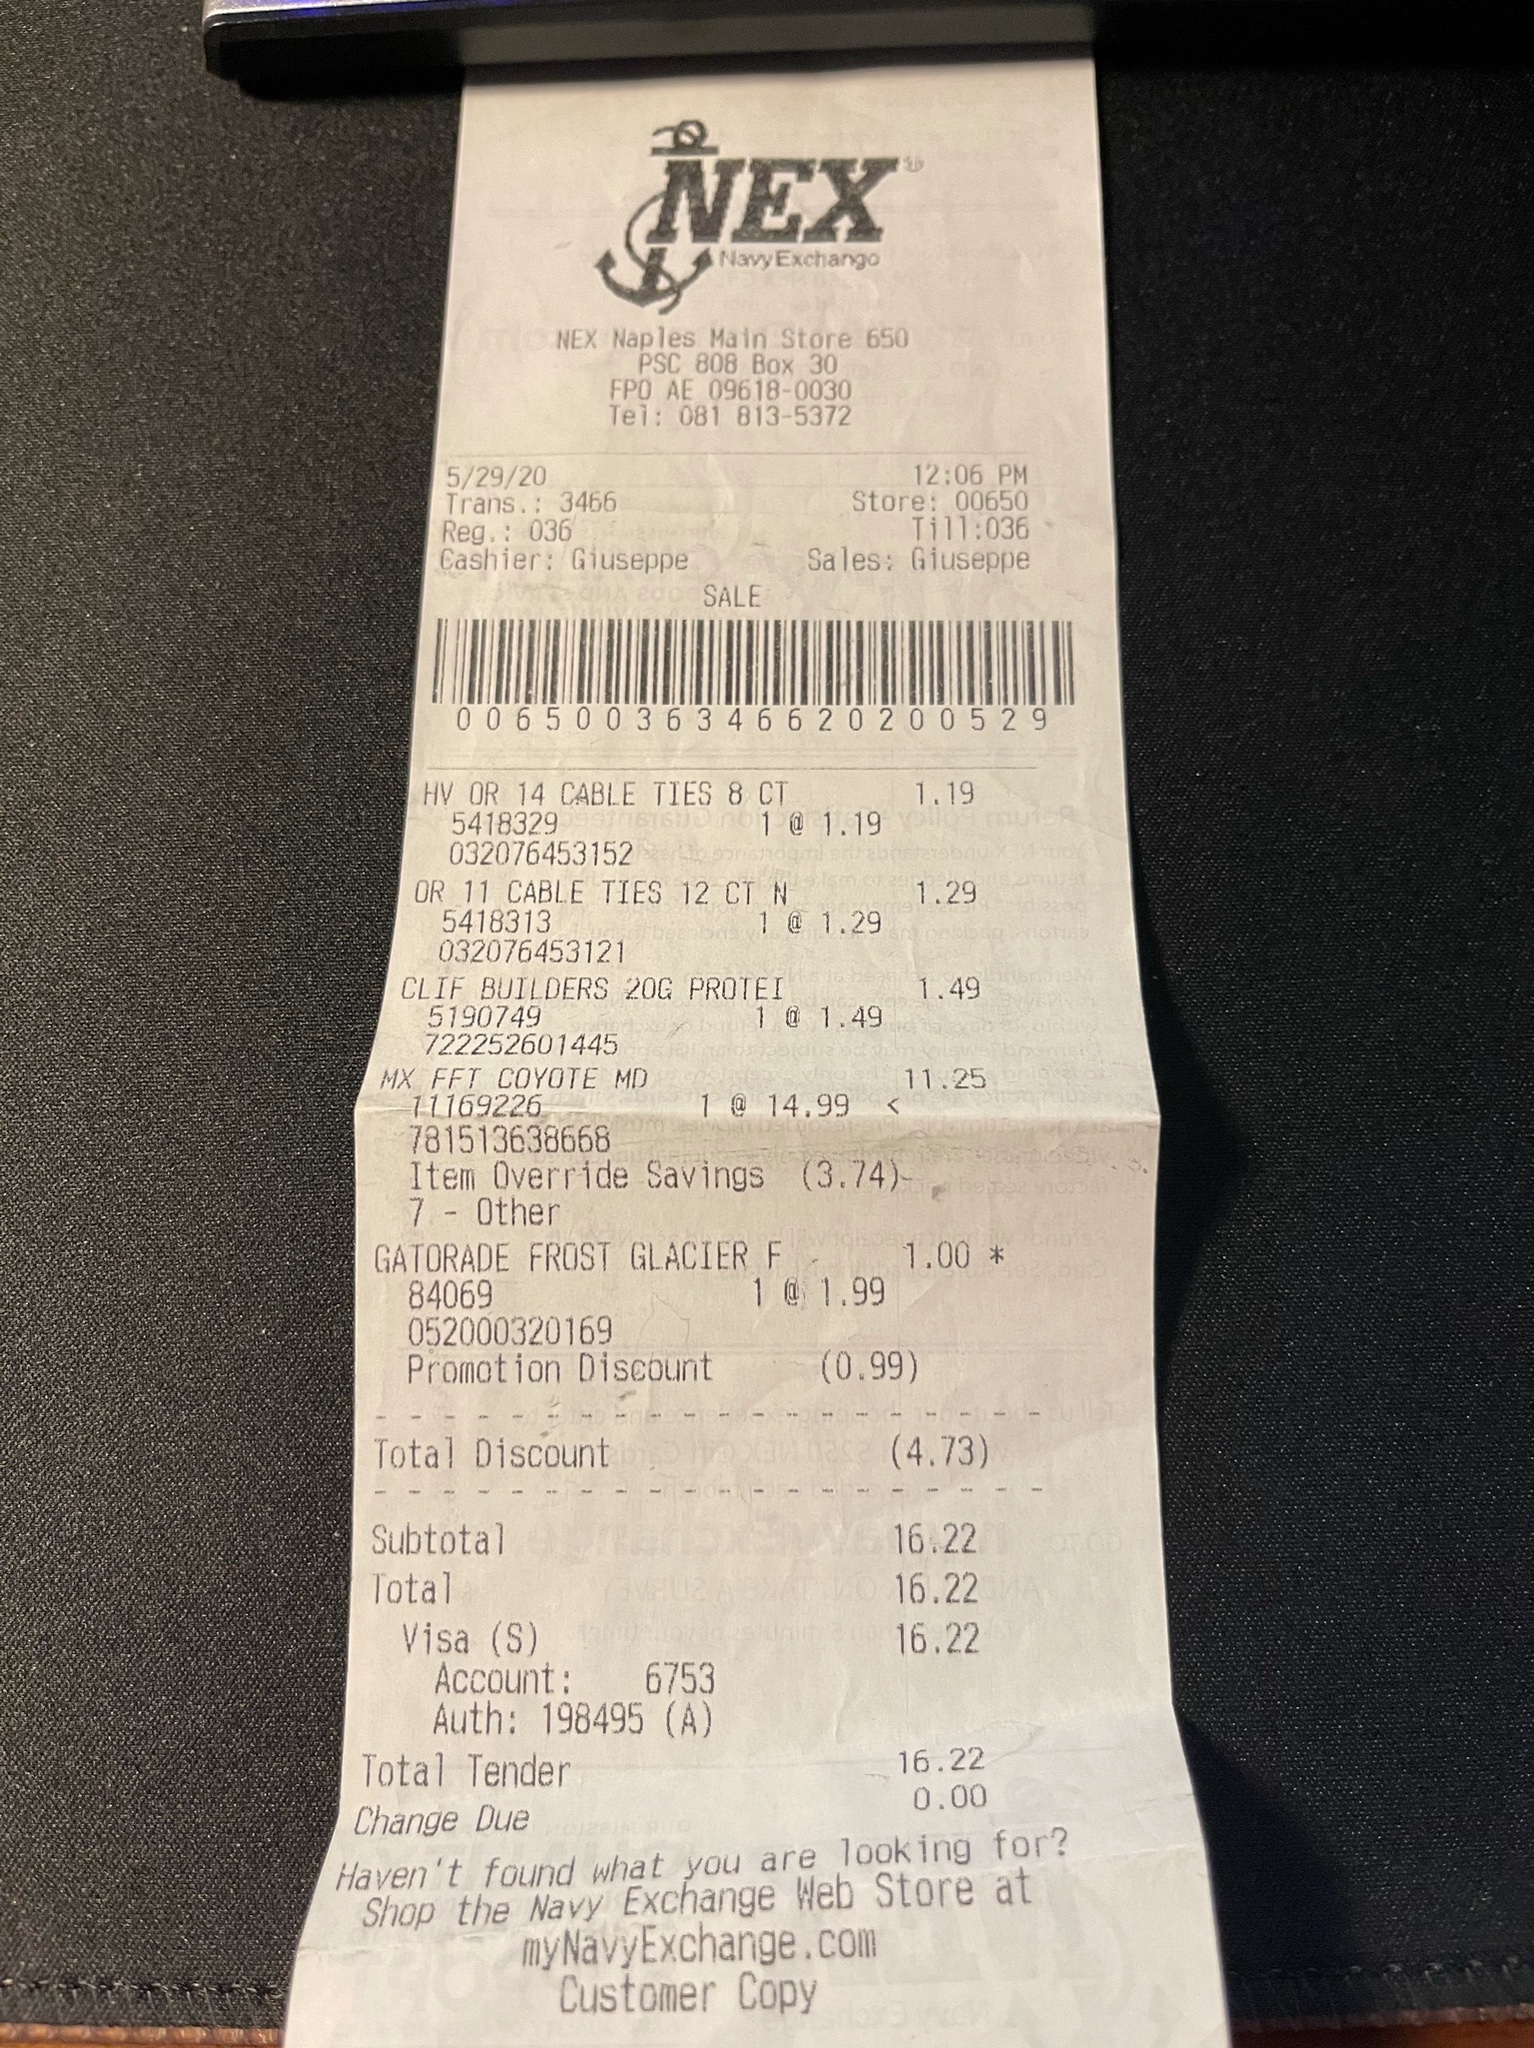 NEX®
Navy Exchange
NEX Naples Main Store 650
PSC 808 Box 30
FPO AE 09618-0030
Tel: 081 813-5372
5/29/20 12:06 PM
Trans.: 3466 Store: 00650
Reg.: 036 Till:036
Cashier: Giuseppe Sales: Giuseppe
SALE
00650036346620200529
HV OR 14 CABLE TIES 8 CT 1.19
5418329 1 @ 1.19
032076453152
OR 11 CABLE TIES 12 CT N 1.29
5418313 1 @ 1.29
032076453121
CLIF BUILDERS 20G PROTEI 1.49
5190749 1 @ 1.49
722252601445
MX FFT COYOTE MD 11.25
11169226 1 @ 14.99 <
781513638668
Item Override Savings (3.74)
7 - Other
GATORADE FROST GLACIER F 1.00 *
84069 1 @ 1.99
052000320169
Promotion Discount (0.99)
Total Discount (4.73)
Subtotal 16.22
Total 16.22
Visa (S) 16.22
Account: 6753
Auth: 198495 (A)
Total Tender 16.22
Change Due 0.00
Haven't found what you are looking for?
Shop the Navy Exchange Web Store at
myNavyExchange.com
Customer Copy